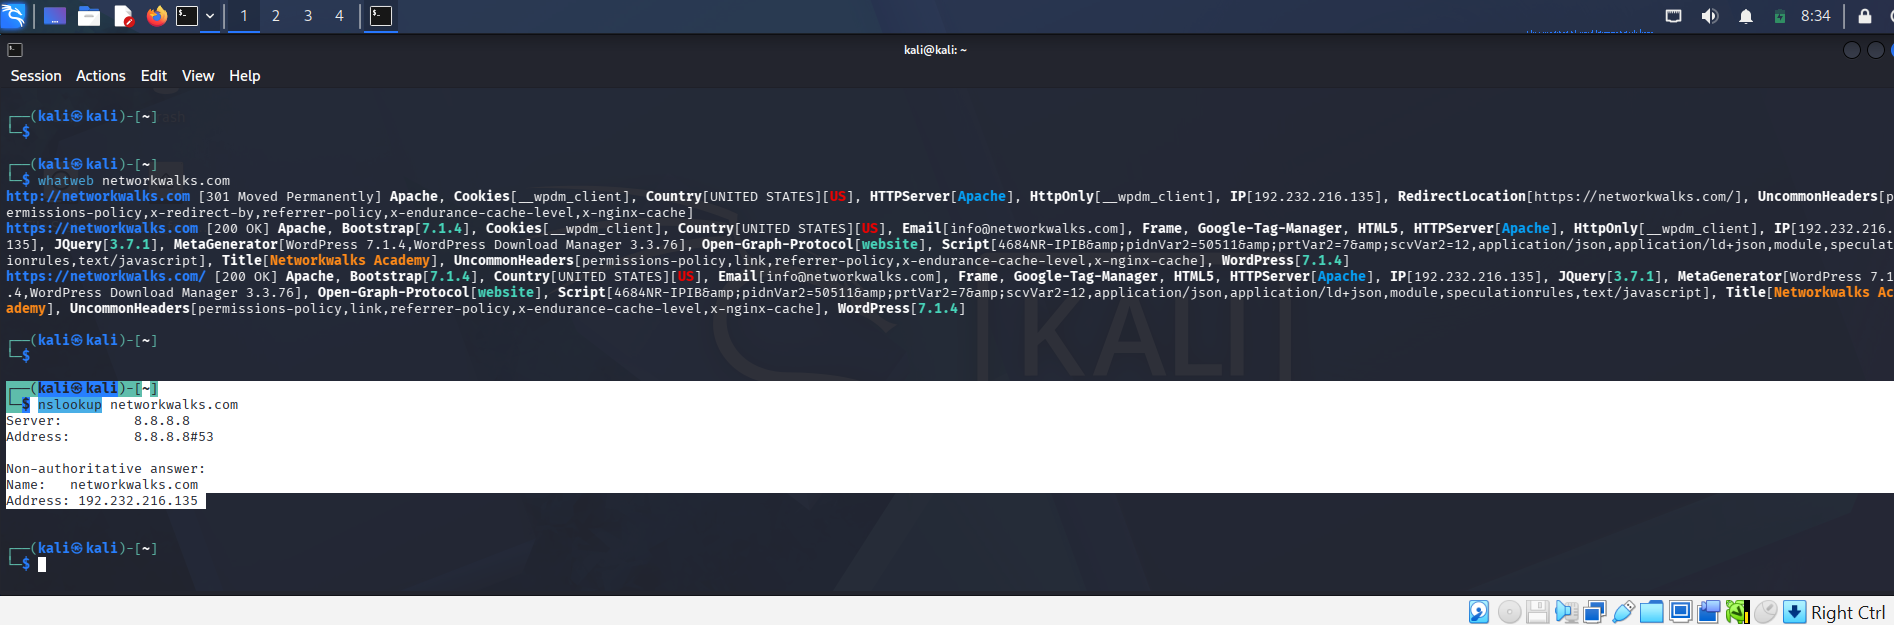 1 2 3 4 8:34
kali@kali: ~
Session Actions Edit View Help
┌──(kali㉿kali)-[~]
└─$
┌──(kali㉿kali)-[~]
└─$ whatweb networkwalks.com
http://networkwalks.com [301 Moved Permanently] Apache, Cookies[__wpdm_client], Country[UNITED STATES][US], HTTPServer[Apache], HttpOnly[__wpdm_client], IP[192.232.216.135], RedirectLocation[https://networkwalks.com/], UncommonHeaders[p
ermissions-policy,x-redirect-by,referrer-policy,x-endurance-cache-level,x-nginx-cache]
https://networkwalks.com [200 OK] Apache, Bootstrap[7.1.4], Cookies[__wpdm_client], Country[UNITED STATES][US], Email[info@networkwalks.com], Frame, Google-Tag-Manager, HTML5, HTTPServer[Apache], HttpOnly[__wpdm_client], IP[192.232.216.
135], JQuery[3.7.1], MetaGenerator[WordPress 7.1.4,WordPress Download Manager 3.3.76], Open-Graph-Protocol[website], Script[4684NR-IPIB&amp;pidnVar2=50511&amp;prtVar2=7&amp;scvVar2=12,application/json,application/ld+json,module,speculat
ionrules,text/javascript], Title[Networkwalks Academy], UncommonHeaders[permissions-policy,link,referrer-policy,x-endurance-cache-level,x-nginx-cache], WordPress[7.1.4]
https://networkwalks.com/ [200 OK] Apache, Bootstrap[7.1.4], Country[UNITED STATES][US], Email[info@networkwalks.com], Frame, Google-Tag-Manager, HTML5, HTTPServer[Apache], IP[192.232.216.135], JQuery[3.7.1], MetaGenerator[WordPress 7.1
.4,WordPress Download Manager 3.3.76], Open-Graph-Protocol[website], Script[4684NR-IPIB&amp;pidnVar2=50511&amp;prtVar2=7&amp;scvVar2=12,application/json,application/ld+json,module,speculationrules,text/javascript], Title[Networkwalks Ac
ademy], UncommonHeaders[permissions-policy,link,referrer-policy,x-endurance-cache-level,x-nginx-cache], WordPress[7.1.4]
KALI
┌──(kali㉿kali)-[~]
└─$
┌──(kali㉿kali)-[~]
└─$ nslookup networkwalks.com
Server: 8.8.8.8
Address: 8.8.8.8#53
Non-authoritative answer:
Name: networkwalks.com
Address: 192.232.216.135
┌──(kali㉿kali)-[~]
└─$
Right Ctrl